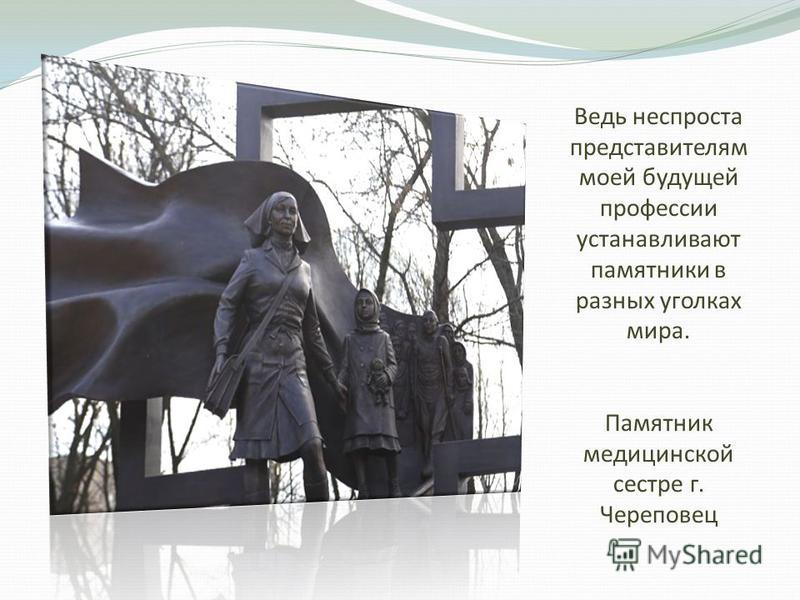 Ведь неспроста
представителям
моей будущей
профессии
устанавливают
памятники в
разных уголках
мира.
Памятник
медицинской
сестре г.
Череповец
MyShared